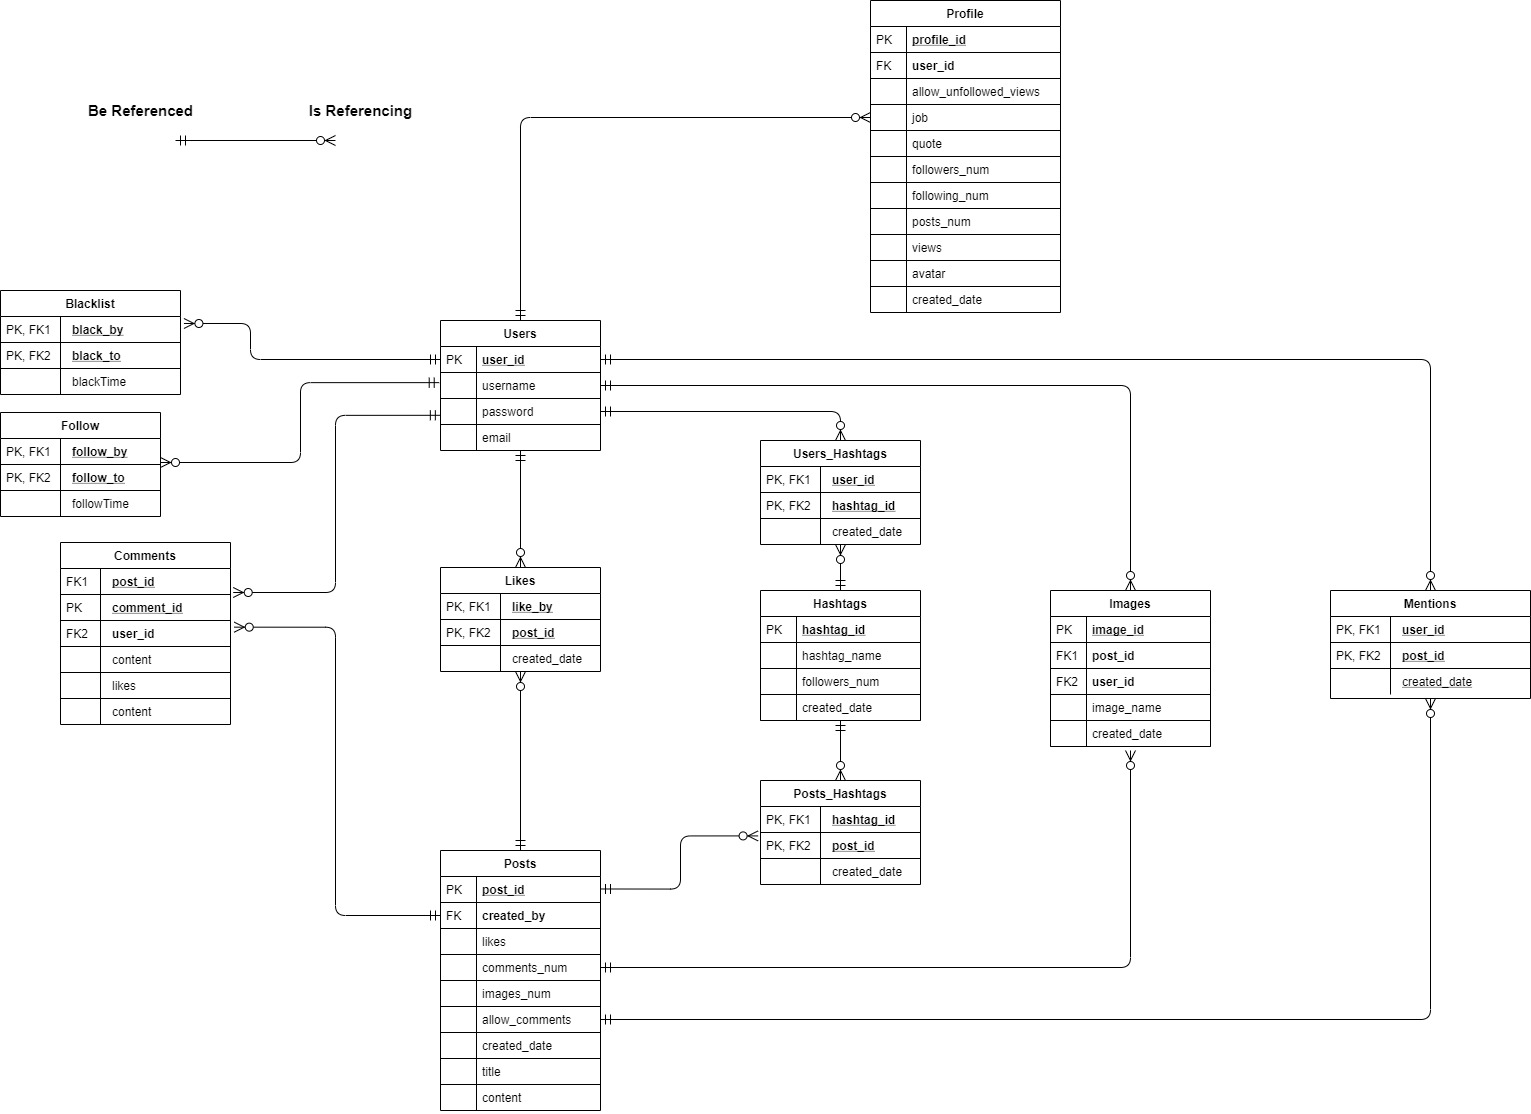 Profile
PK profile_id
FK user_id
allow_unfollowed_views
job
quote
followers_num
following_num
posts_num
views
avatar
created_date
Be Referenced Is Referencing
Blacklist
PK, FK1 black_by
PK, FK2 black_to
blackTime
Users
PK user_id
username
password
email
Follow
PK, FK1 follow_by
PK, FK2 follow_to
followTime
Users_Hashtags
PK, FK1 user_id
PK, FK2 hashtag_id
created_date
Comments
FK1 post_id
PK comment_id
FK2 user_id
content
likes
content
Likes
PK, FK1 like_by
PK, FK2 post_id
created_date
Hashtags
PK hashtag_id
hashtag_name
followers_num
created_date
Images
PK image_id
FK1 post_id
FK2 user_id
image_name
created_date
Mentions
PK, FK1 user_id
PK, FK2 post_id
created_date
Posts_Hashtags
PK, FK1 hashtag_id
PK, FK2 post_id
created_date
Posts
PK post_id
FK created_by
likes
comments_num
images_num
allow_comments
created_date
title
content